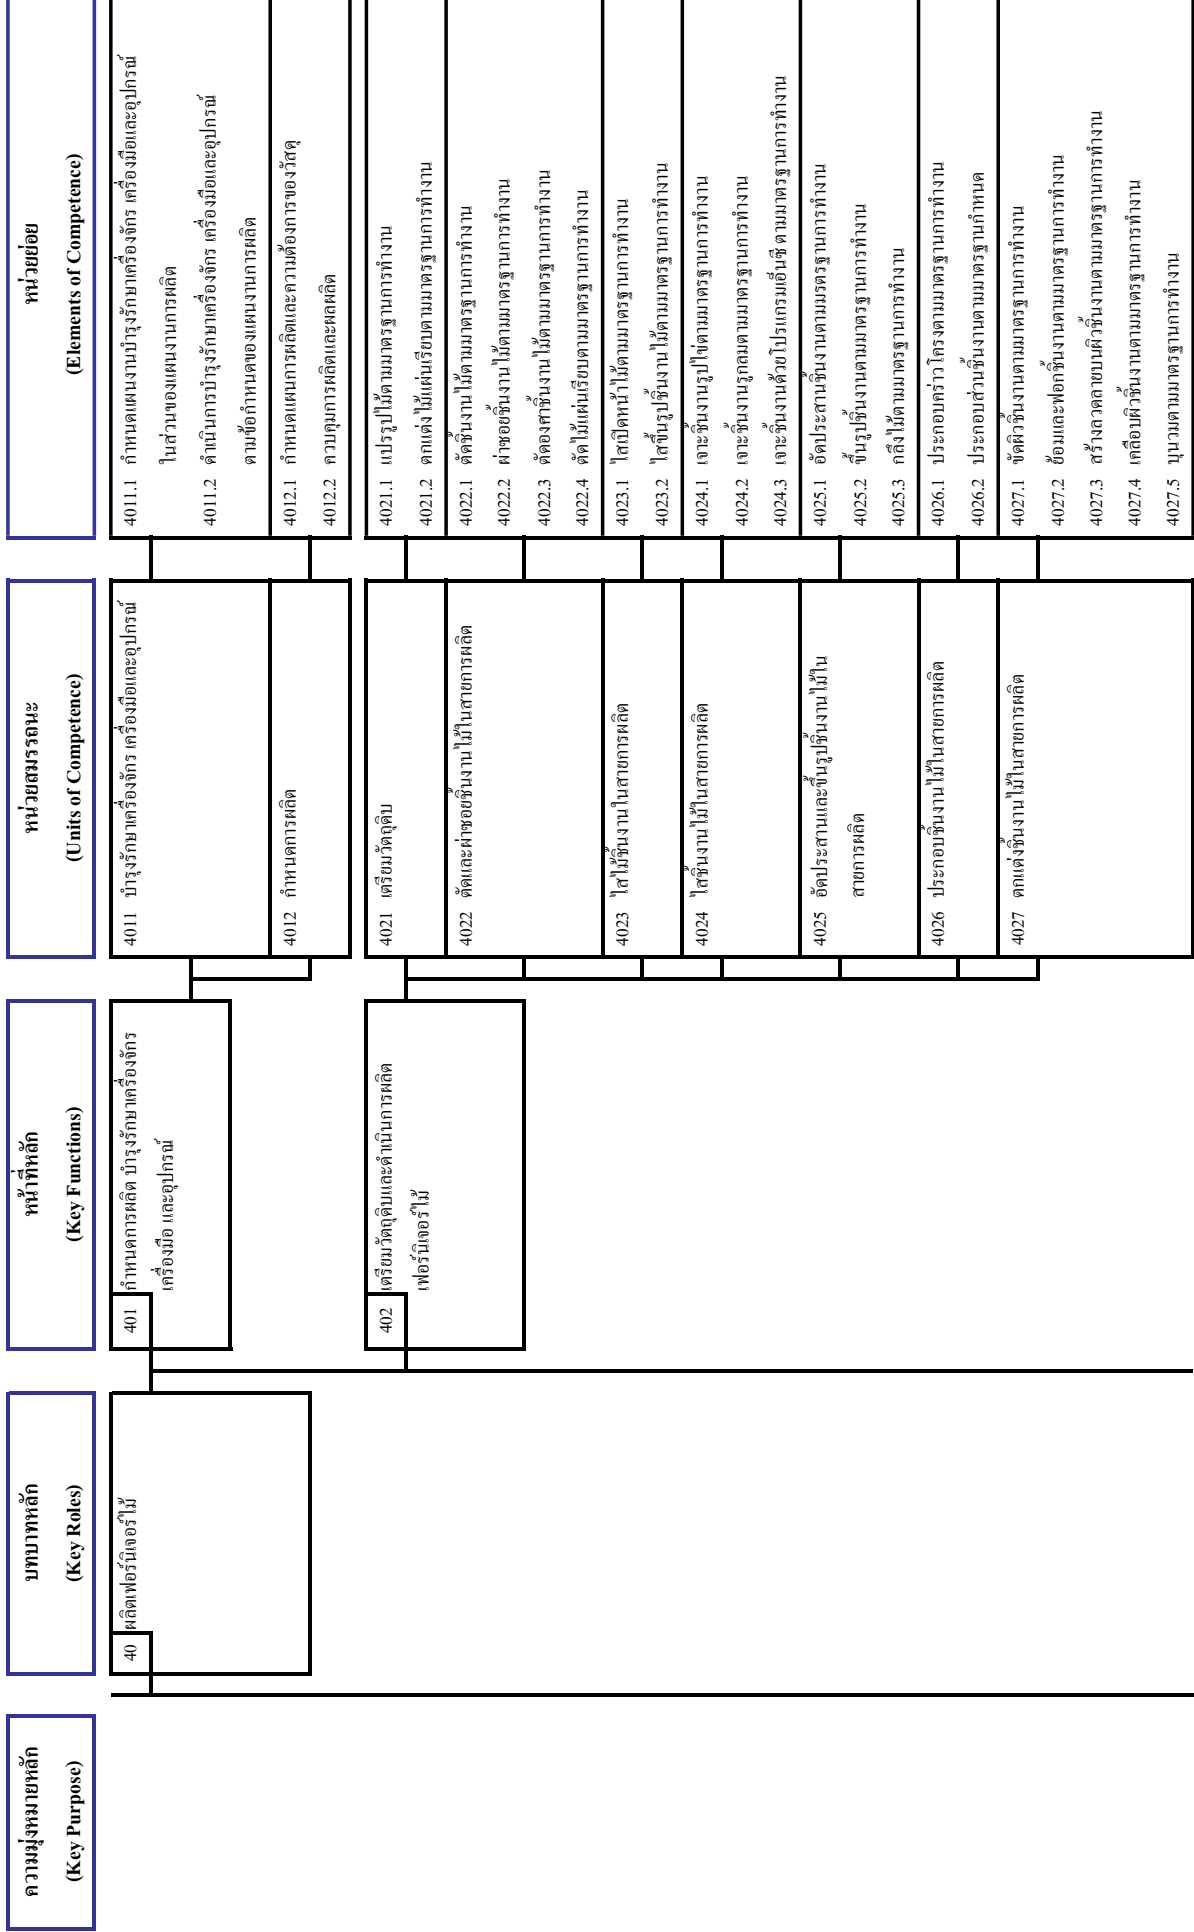 ความมุ่งหมายหลัก
(Key Purpose)
บทบาทหลัก
(Key Roles)
หน้าที่หลัก
(Key Functions)
หน่วยสมรรถนะ
(Units of Competence)
หน่วยย่อย
(Elements of Competence)
40 ผลิตเฟอร์นิเจอร์ไม้
401 กำหนดการผลิต บำรุงรักษาเครื่องจักร
เครื่องมือ และอุปกรณ์
4011 บำรุงรักษาเครื่องจักร เครื่องมือและอุปกรณ์
4011.1 กำหนดแผนงานบำรุงรักษาเครื่องจักร เครื่องมือและอุปกรณ์
ในส่วนของแผนงานการผลิต
4011.2 ดำเนินการบำรุงรักษาเครื่องจักร เครื่องมือและอุปกรณ์
ตามข้อกำหนดของแผนงานการผลิต
4012 กำหนดการผลิต
4012.1 กำหนดแผนการผลิตและความต้องการของวัสดุ
4012.2 ควบคุมการผลิตและผลผลิต
402 เตรียมวัตถุดิบและดำเนินการผลิต
เฟอร์นิเจอร์ไม้
4021 เตรียมวัตถุดิบ
4021.1 แปรรูปไม้ตามมาตรฐานการทำงาน
4021.2 ตกแต่งไม้แผ่นเรียบตามมาตรฐานการทำงาน
4022 ตัดและผ่าซอยชิ้นงานไม้ในสายการผลิต
4022.1 ตัดชิ้นงานไม้ตามมาตรฐานการทำงาน
4022.2 ผ่าซอยชิ้นงานไม้ตามมาตรฐานการทำงาน
4022.3 ตัดองศาชิ้นงานไม้ตามมาตรฐานการทำงาน
4022.4 ตัดไม้แผ่นเรียบตามมาตรฐานการทำงาน
4023 ไสไม้ชิ้นงานในสายการผลิต
4023.1 ไสเปิดหน้าไม้ตามมาตรฐานการทำงาน
4023.2 ไสขึ้นรูปชิ้นงานไม้ตามมาตรฐานการทำงาน
4024 ไสชิ้นงานไม้ในสายการผลิต
4024.1 เจาะชิ้นงานรูปไข่ตามมาตรฐานการทำงาน
4024.2 เจาะชิ้นงานรูกลมตามมาตรฐานการทำงาน
4024.3 เจาะชิ้นงานด้วยโปรแกรมเอ็นซี ตามมาตรฐานการทำงาน
4025 อัดประสานและขึ้นรูปชิ้นงานไม้ใน
สายการผลิต
4025.1 อัดประสานชิ้นงานตามมรตรฐานการทำงาน
4025.2 ขึ้นรูปชิ้นงานตามมาตรฐานการทำงาน
4025.3 กลึงไม้ตามมาตรฐานการทำงาน
4026 ประกอบชิ้นงานไม้ในสายการผลิต
4026.1 ประกอบคร่าวโครงตามมาตรฐานการทำงาน
4026.2 ประกอบส่วนชิ้นงานตามมาตรฐานกำหนด
4027 ตกแต่งชิ้นงานไม้ในสายการผลิต
4027.1 ขัดผิวชิ้นงานตามมาตรฐานการทำงาน
4027.2 ย้อมและฟอกชิ้นงานตามมาตรฐานการทำงาน
4027.3 สร้างลวดลายบนผิวชิ้นงานตามมาตรฐานการทำงาน
4027.4 เคลือบผิวชิ้นงานตามมาตรฐานการทำงาน
4027.5 บุนวมตามมาตรฐานการทำงาน